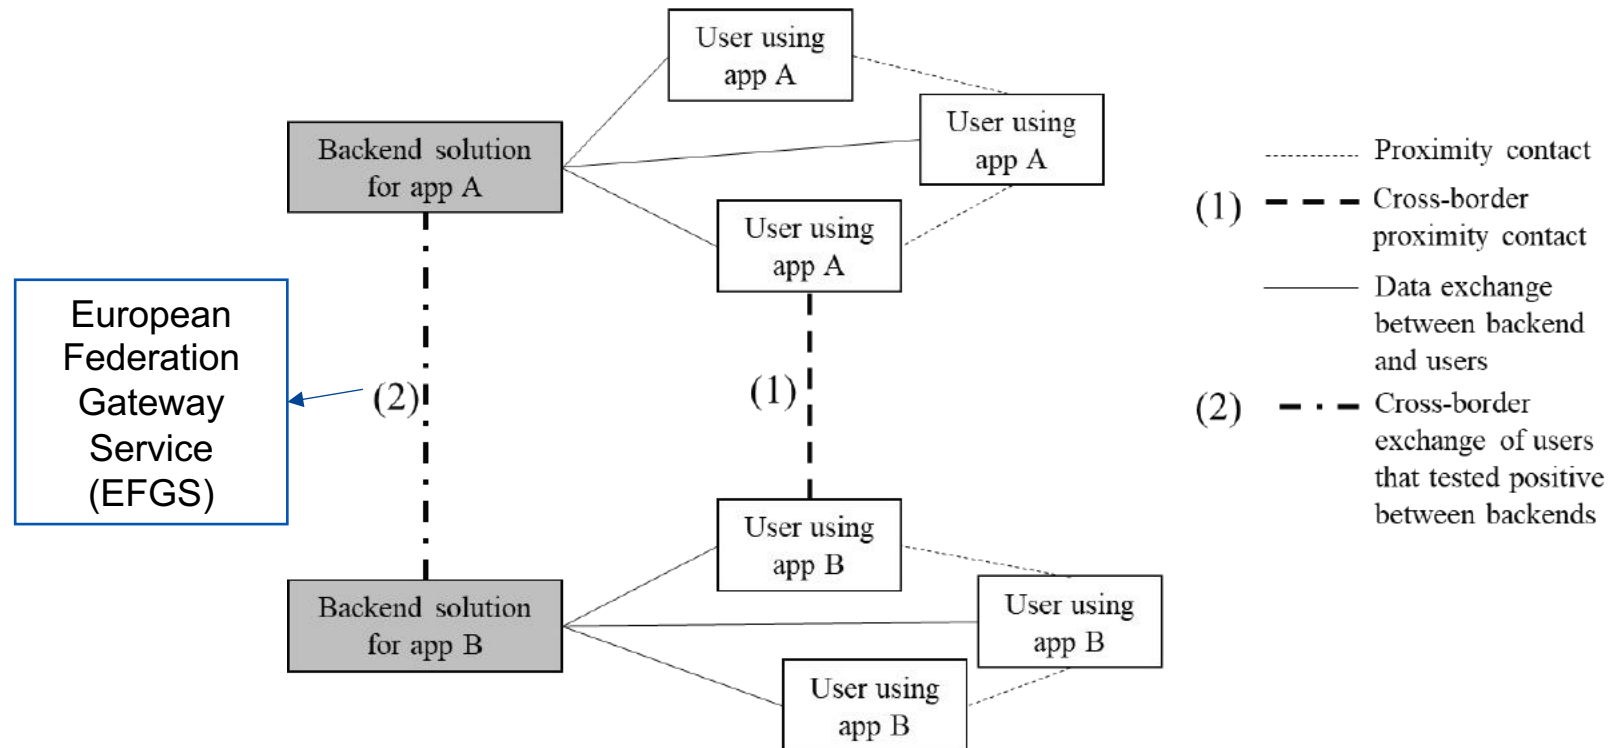 User using
app A
User using
app A
Backend solution
for app A
User using
app A
European
Federation
Gateway
Service
(EFGS)
(2)
(1)
User using
app B
User using
app B
Backend solution
for app B
User using
app B
Proximity contact
(1)
Cross-border
proximity contact
Data exchange
between backend
and users
(2)
Cross-border
exchange of users
that tested positive
between backends